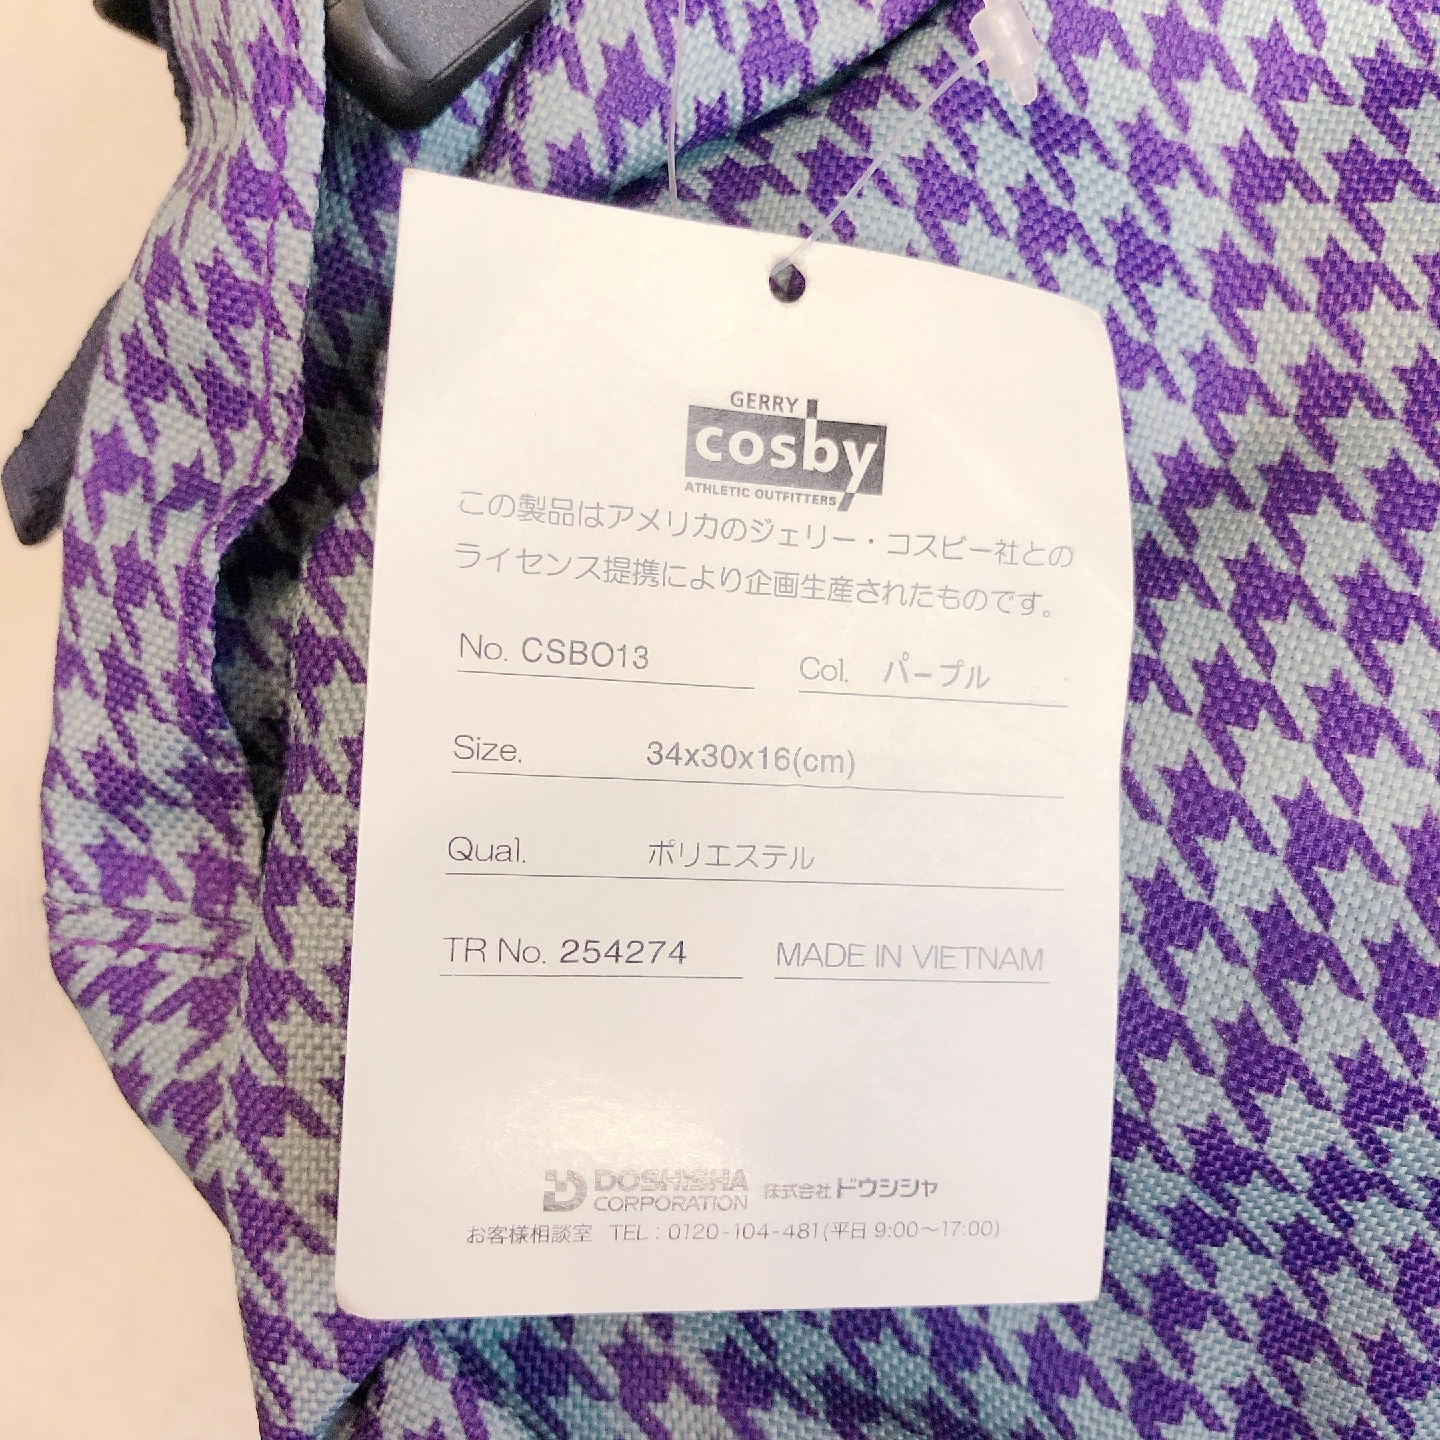 GERRY
cosby
ATHLETIC OUTFITTERS
この製品はアメリカのジェリー・コスビー社との
ライセンス提携により企画生産されたものです。
No. CSBO13 Col. パープル
Size. 34x30x16(cm)
Qual. ポリエステル
TR No. 254274 MADE IN VIETNAM
DOSHISHA
CORPORATION 株式会社ドウシシャ
お客様相談室 TEL：0120-104-481(平日 9:00～17:00)